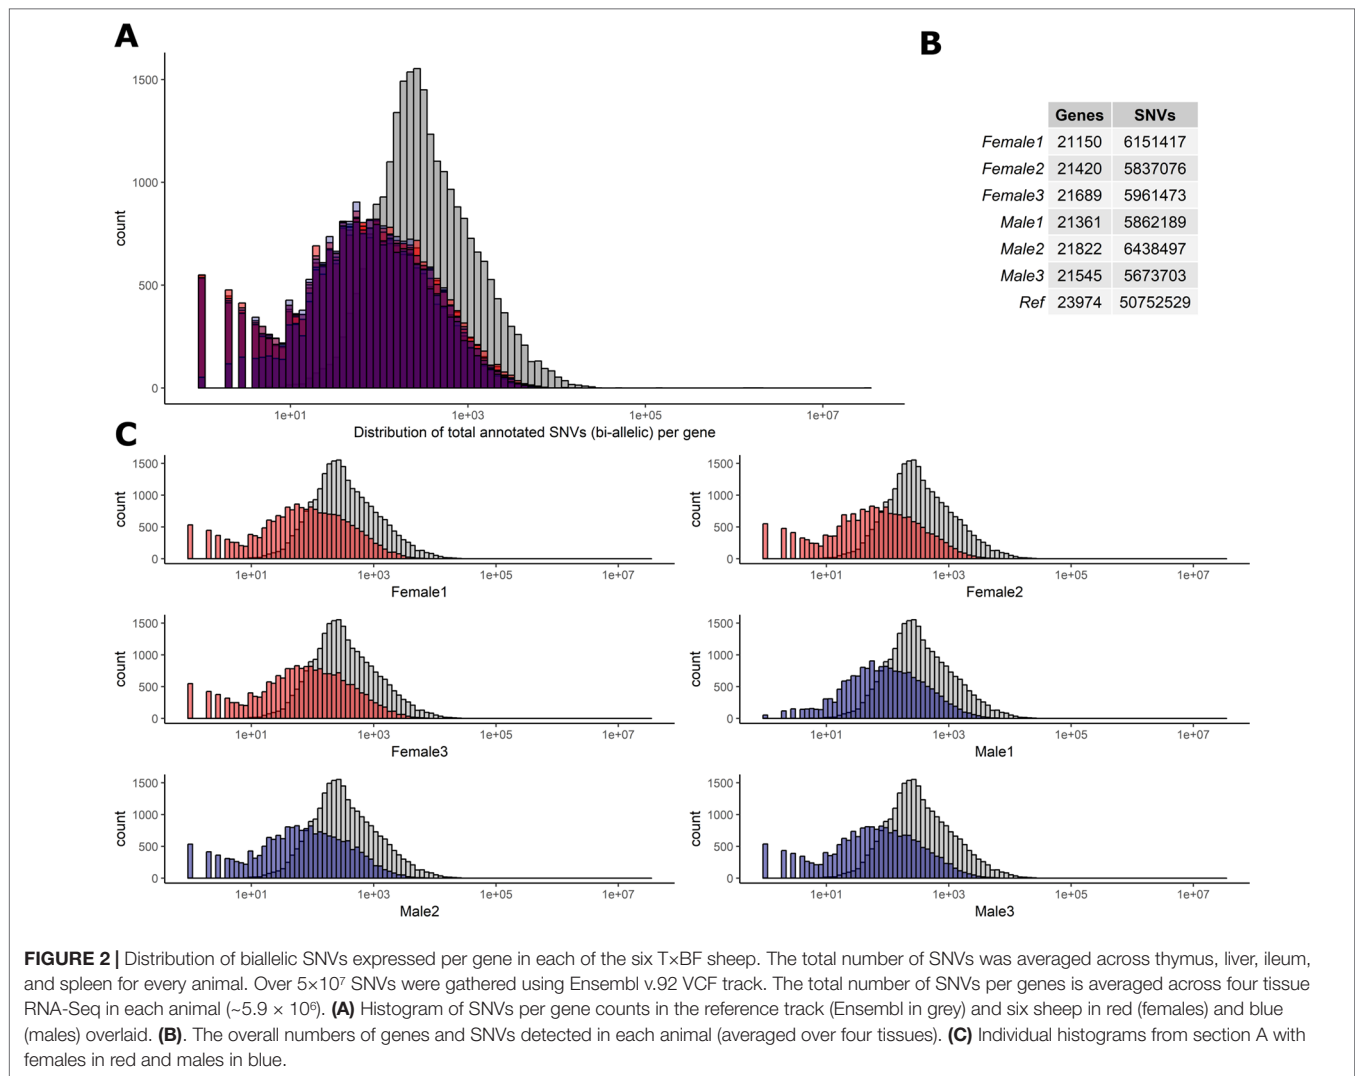 A
B
1500
1000
500
0
count
1e+01 1e+03 1e+05 1e+07
Distribution of total annotated SNVs (bi-allelic) per gene
Genes SNVs
Female1 21150 6151417
Female2 21420 5837076
Female3 21689 5961473
Male1 21361 5862189
Male2 21822 6438497
Male3 21545 5673703
Ref 23974 50752529
C
1500
1000
500
0
count
1e+01 1e+03 1e+05 1e+07
Female1
1500
1000
500
0
count
1e+01 1e+03 1e+05 1e+07
Female2
1500
1000
500
0
count
1e+01 1e+03 1e+05 1e+07
Female3
1500
1000
500
0
count
1e+01 1e+03 1e+05 1e+07
Male1
1500
1000
500
0
count
1e+01 1e+03 1e+05 1e+07
Male2
1500
1000
500
0
count
1e+01 1e+03 1e+05 1e+07
Male3
FIGURE 2 | Distribution of biallelic SNVs expressed per gene in each of the six T×BF sheep. The total number of SNVs was averaged across thymus, liver, ileum,
and spleen for every animal. Over 5×10⁷ SNVs were gathered using Ensembl v.92 VCF track. The total number of SNVs per genes is averaged across four tissue
RNA-Seq in each animal (~5.9 × 10⁶). (A) Histogram of SNVs per gene counts in the reference track (Ensembl in grey) and six sheep in red (females) and blue
(males) overlaid. (B). The overall numbers of genes and SNVs detected in each animal (averaged over four tissues). (C) Individual histograms from section A with
females in red and males in blue.